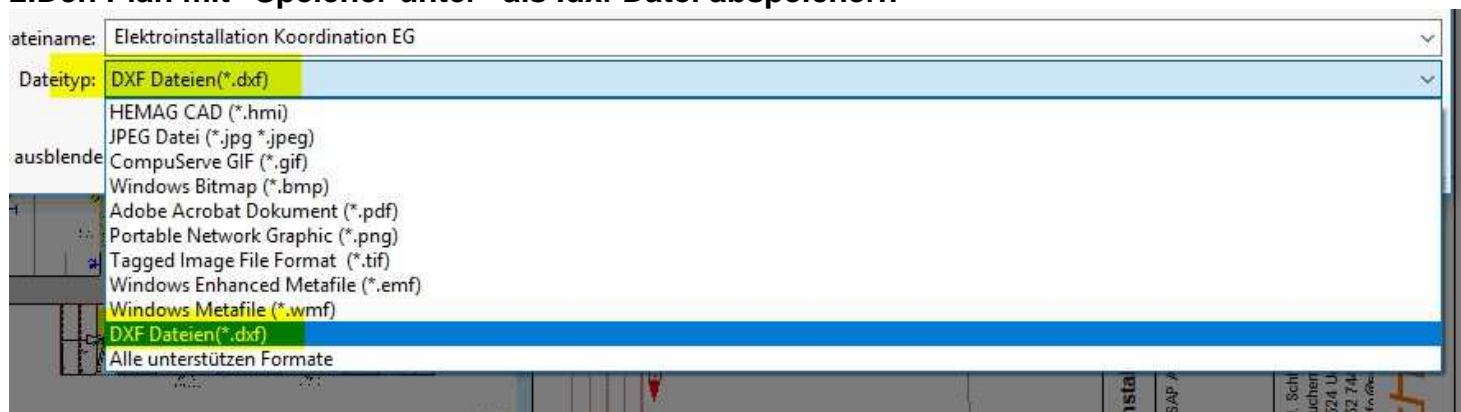 ateiname: Elektroinstallation Koordination EG
Dateityp: DXF Dateien(*.dxf)
HEMAG CAD (*.hmi)
JPEG Datei (*.jpg *.jpeg)
ausblende
CompuServe GIF (*.gif)
Windows Bitmap (*.bmp)
Adobe Acrobat Dokument (*.pdf)
Portable Network Graphic (*.png)
Tagged Image File Format (*.tif)
Windows Enhanced Metafile (*.emf)
Windows Metafile (*.wmf)
DXF Dateien(*.dxf)
Alle unterstützen Formate
nsta
SAP A